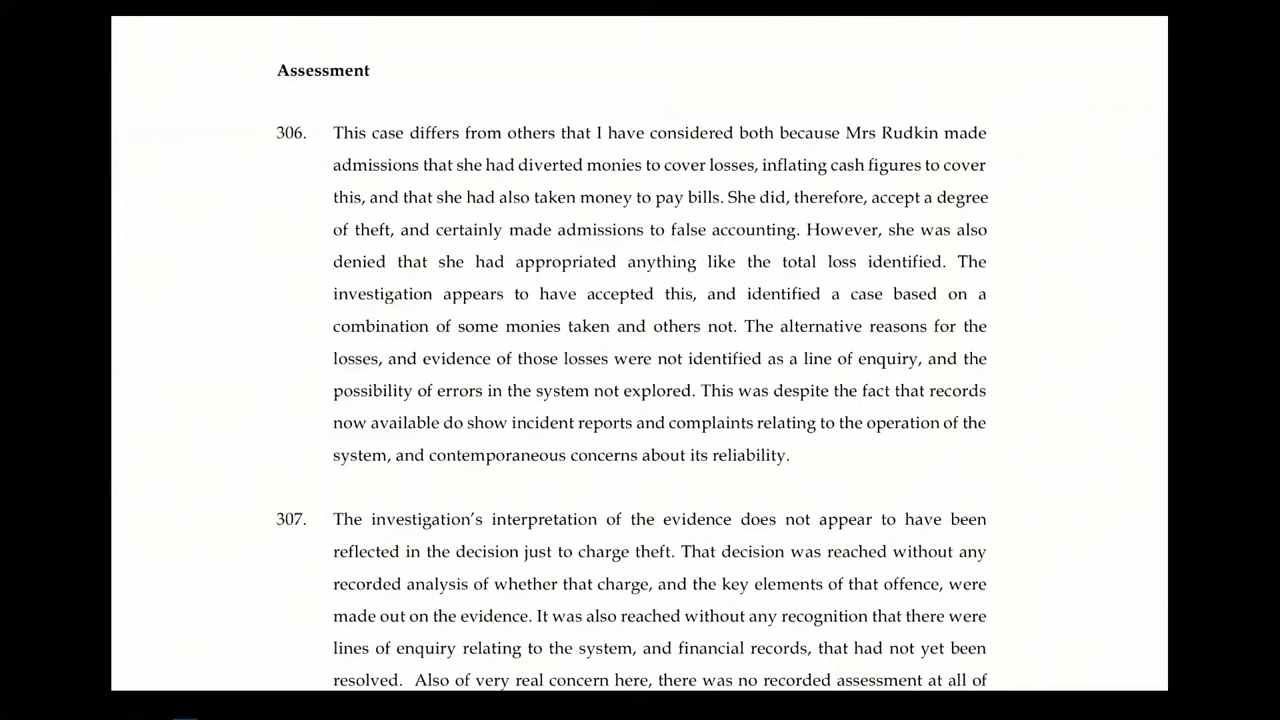 Assessment
306. This case differs from others that I have considered both because Mrs Rudkin made
admissions that she had diverted monies to cover losses, inflating cash figures to cover
this, and that she had also taken money to pay bills. She did, therefore, accept a degree
of theft, and certainly made admissions to false accounting. However, she was also
denied that she had appropriated anything like the total loss identified. The
investigation appears to have accepted this, and identified a case based on a
combination of some monies taken and others not. The alternative reasons for the
losses, and evidence of those losses were not identified as a line of enquiry, and the
possibility of errors in the system not explored. This was despite the fact that records
now available do show incident reports and complaints relating to the operation of the
system, and contemporaneous concerns about its reliability.
307. The investigation's interpretation of the evidence does not appear to have been
reflected in the decision just to charge theft. That decision was reached without any
recorded analysis of whether that charge, and the key elements of that offence, were
made out on the evidence. It was also reached without any recognition that there were
lines of enquiry relating to the system, and financial records, that had not yet been
resolved. Also of very real concern here, there was no recorded assessment at all of